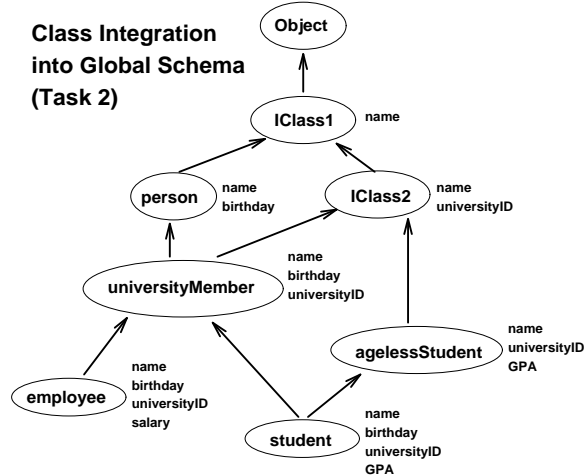 Class Integration
into Global Schema
(Task 2)
Object
IClass1
name
person
name
birthday
IClass2
name
universityID
universityMember
name
birthday
universityID
agelessStudent
name
universityID
GPA
employee
name
birthday
universityID
salary
student
name
birthday
universityID
GPA